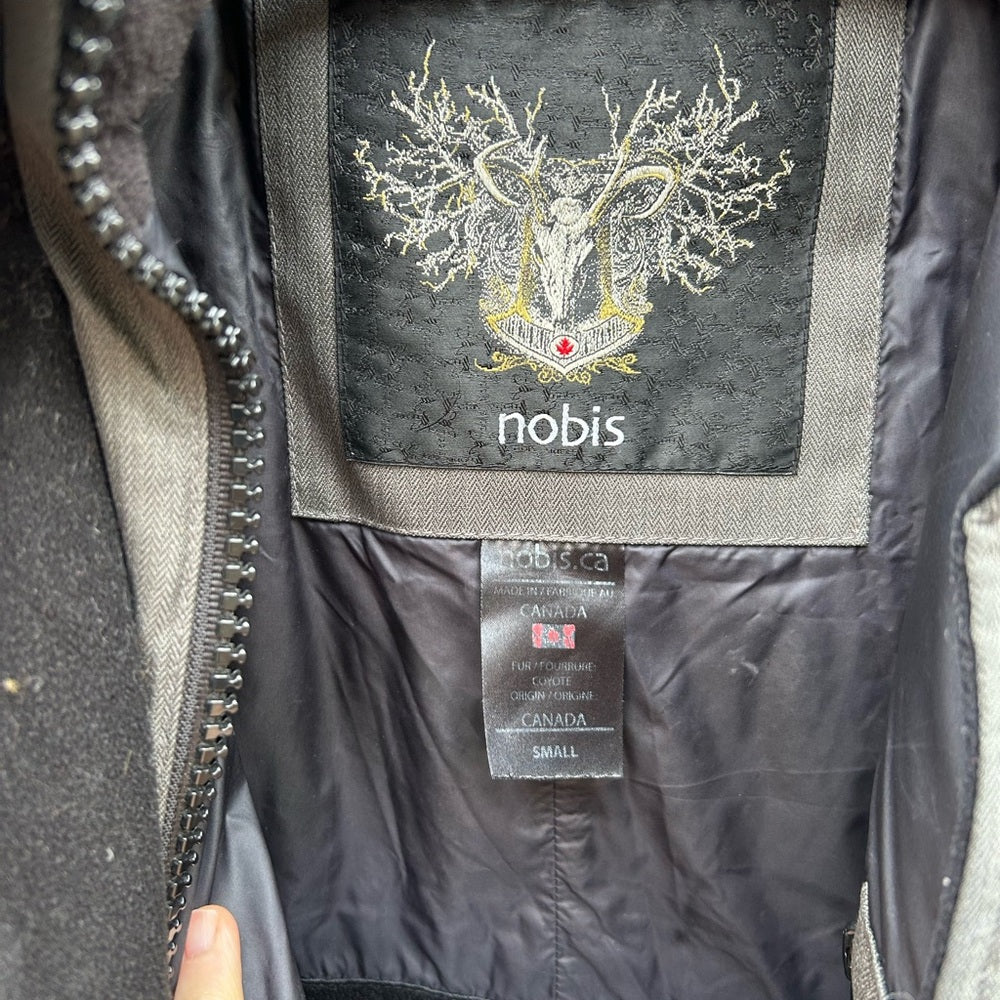 nobis
nobis.ca
MADE IN / FABRIQUE AU
CANADA
FUR / FOURRURE:
COYOTE
ORIGIN / ORIGINE
CANADA
SMALL